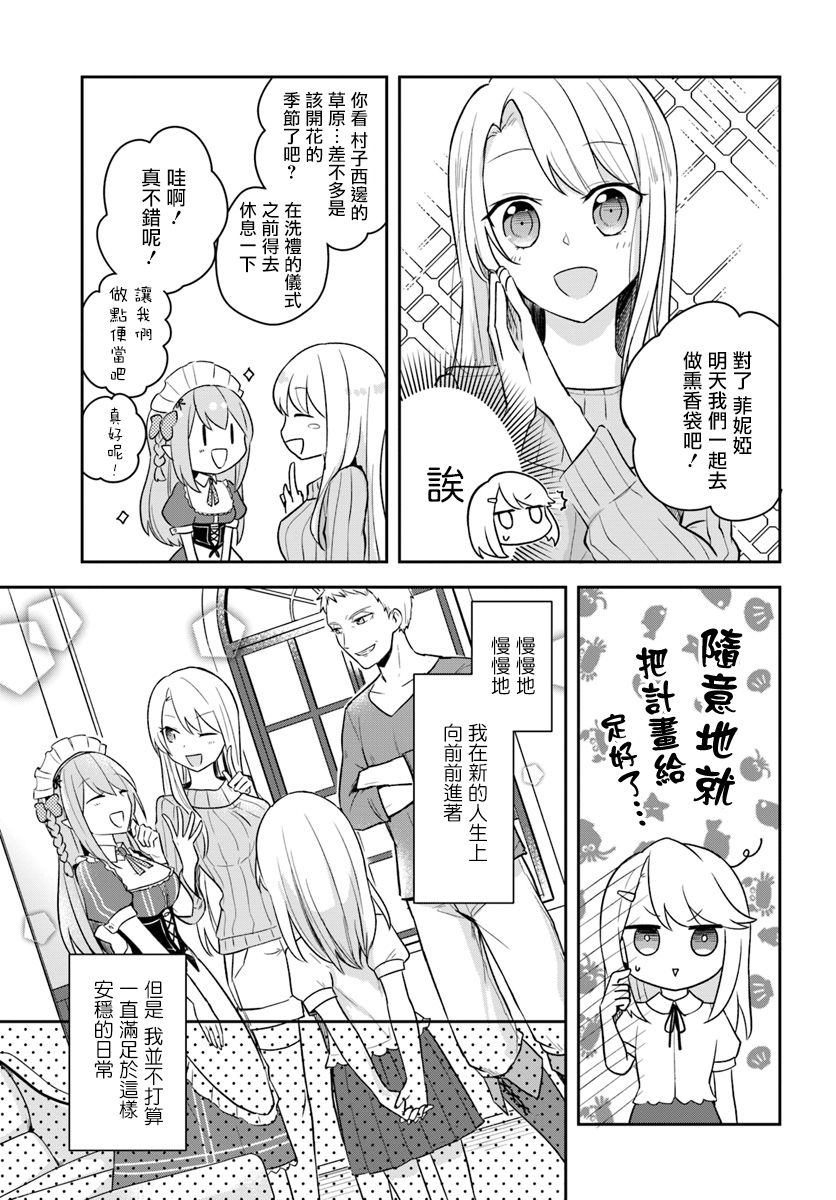 對了 菲妮婭
明天我們一起去
做熏香袋吧！
誒
你看 村子西邊的
草原…差不多是
該開花的
季節了吧？
在洗禮的儀式
之前得去
休息一下
哇啊！
真不錯呢！
讓我們
做點便當吧
真好呢！
隨意地就
把計畫給
定好了…
慢慢地
慢慢地
我在新的人生上
向前前進著
但是 我並不打算
一直滿足於這樣
安穩的日常